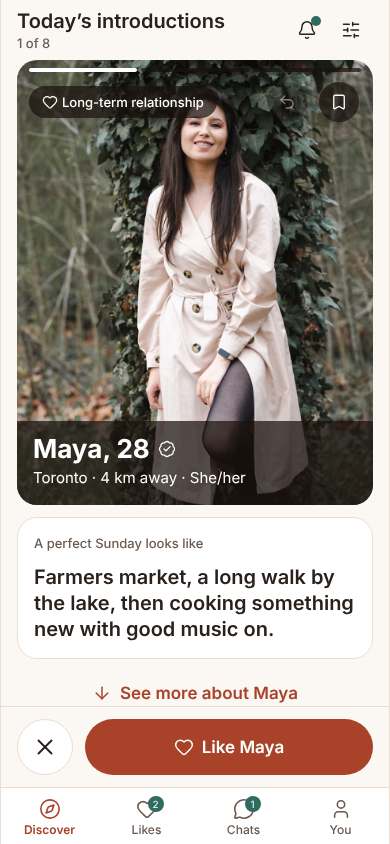 Today’s introductions
1 of 8
Long-term relationship
Maya, 28
Toronto · 4 km away · She/her
A perfect Sunday looks like
Farmers market, a long walk by
the lake, then cooking something
new with good music on.
See more about Maya
Like Maya
2
1
Discover
Likes
Chats
You